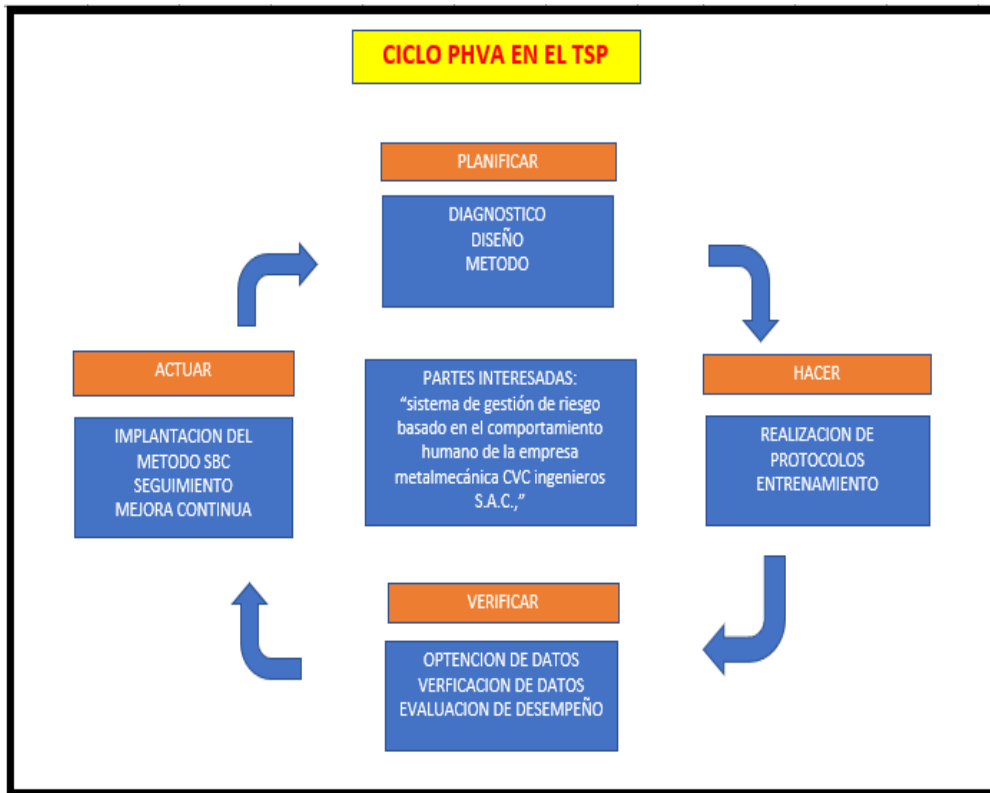 CICLO PHVA EN EL TSP
PLANIFICAR
DIAGNOSTICO
DISEÑO
METODO
ACTUAR
IMPLANTACION DEL
METODO SBC
SEGUIMIENTO
MEJORA CONTINUA
PARTES INTERESADAS:
“sistema de gestión de riesgo
basado en el comportamiento
humano de la empresa
metalmecánica CVC ingenieros
S.A.C.,”
HACER
REALIZACION DE
PROTOCOLOS
ENTRENAMIENTO
VERIFICAR
OPTENCION DE DATOS
VERFICACION DE DATOS
EVALUACION DE DESEMPEÑO